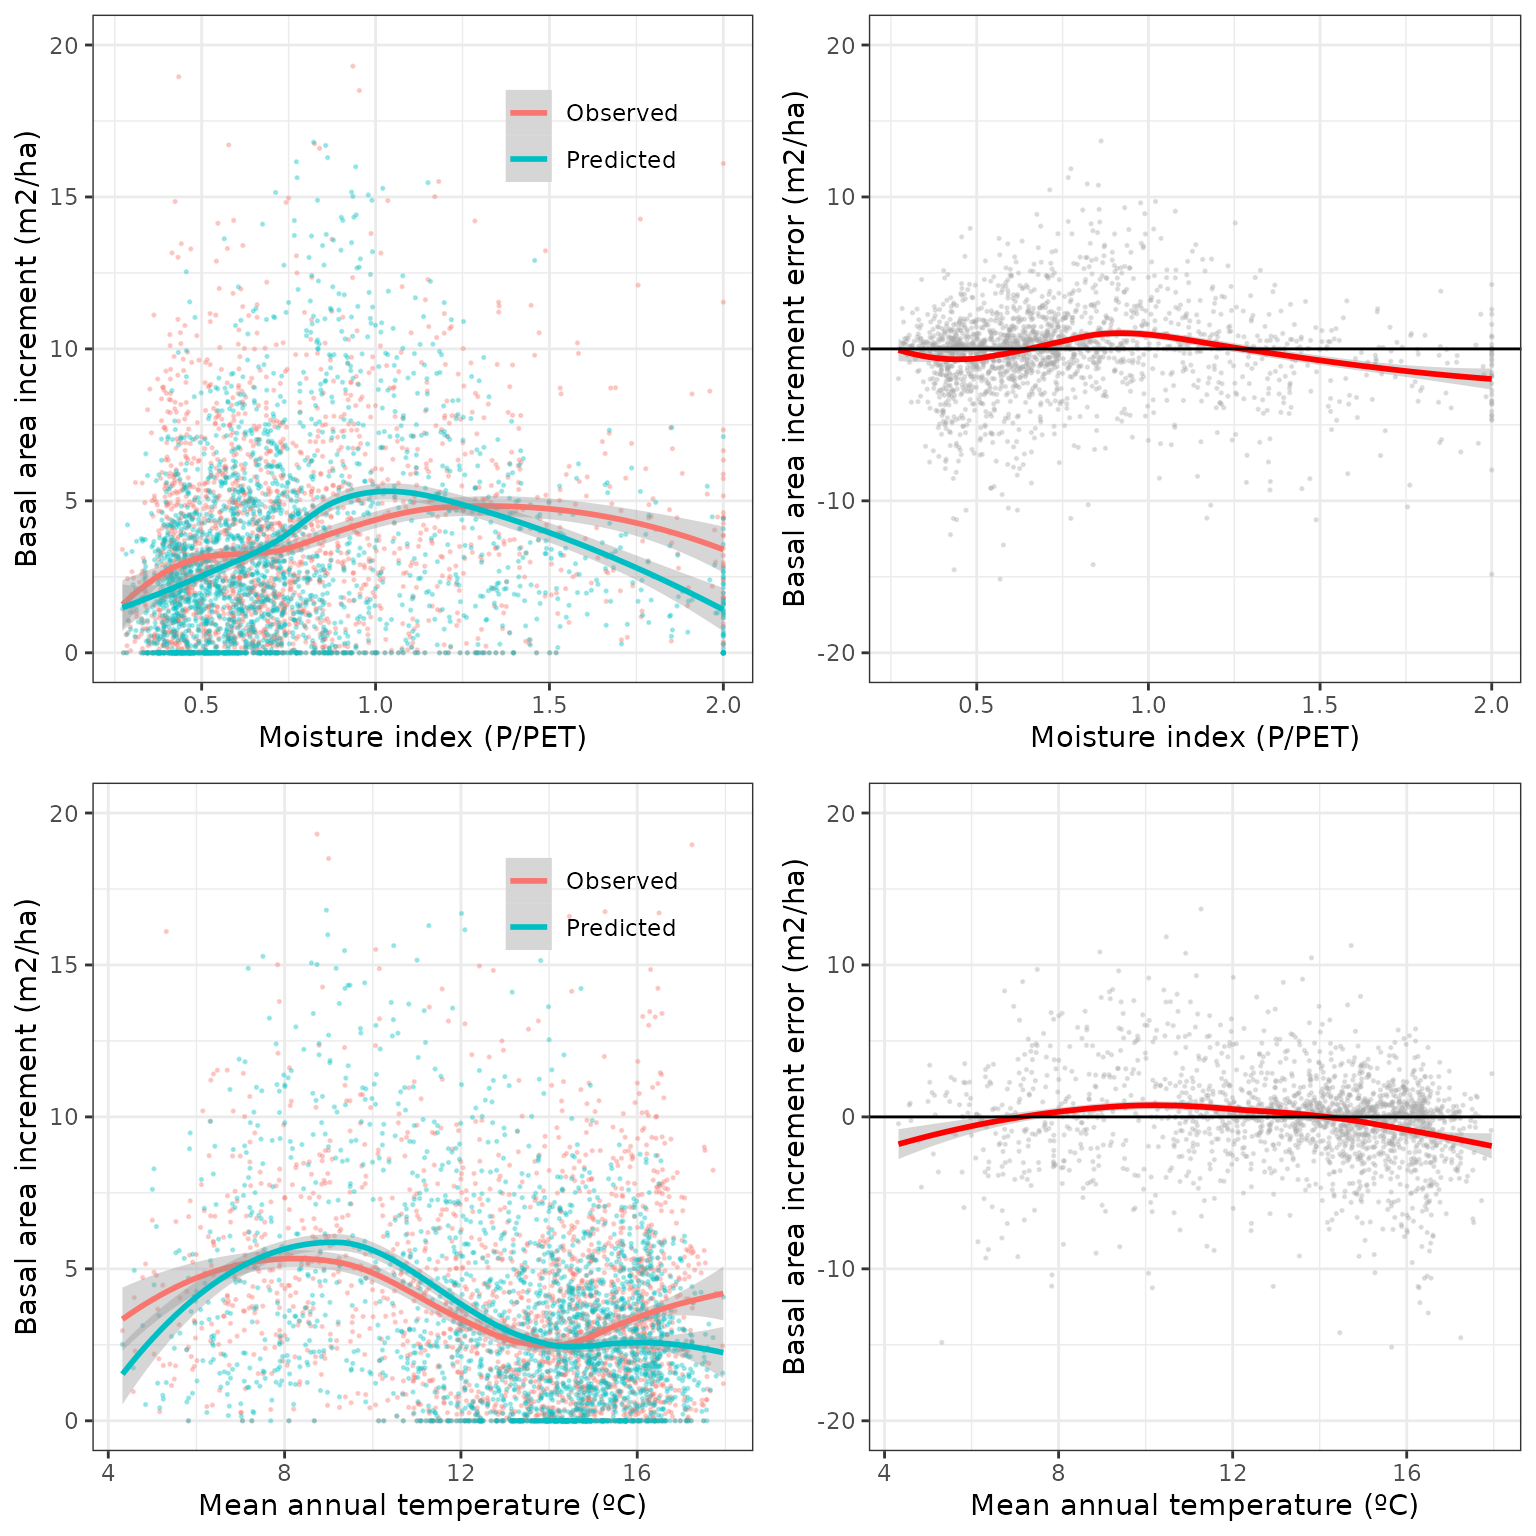 Basal area increment (m2/ha)
20
15
10
5
0
Observed
Predicted
0.5 1.0 1.5 2.0
Moisture index (P/PET)
Basal area increment error (m2/ha)
20
10
0
-10
-20
0.5 1.0 1.5 2.0
Moisture index (P/PET)
Basal area increment (m2/ha)
20
15
10
5
0
Observed
Predicted
4 8 12 16
Mean annual temperature (ºC)
Basal area increment error (m2/ha)
20
10
0
-10
-20
4 8 12 16
Mean annual temperature (ºC)